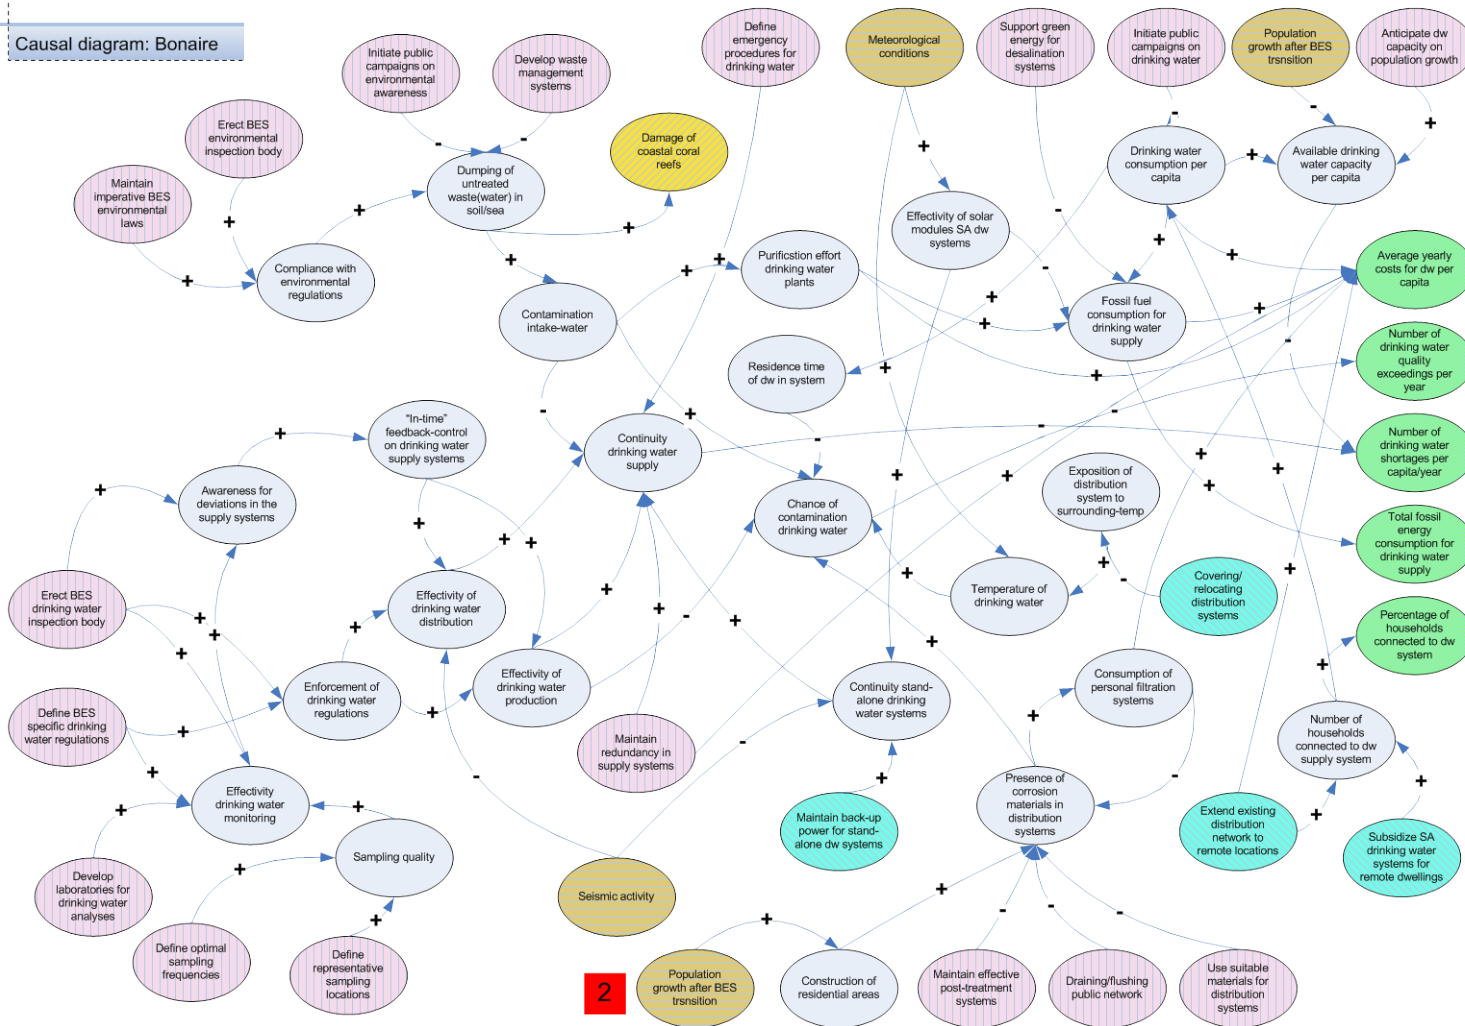 Causal diagram: Bonaire
Initiate public
campaigns on
environmental
awareness
Develop waste
management
systems
Define
emergency
procedures for
drinking water
Meteorological
conditions
Support green
energy for
desalination
systems
Initiate public
campaigns on
drinking water
Population
growth after BES
trsnsition
Anticipate dw
capacity on
population growth
Erect BES
environmental
inspection body
Damage of
coastal coral
reefs
Maintain
imperative BES
environmental
laws
Dumping of
untreated
waste(water) in
soil/sea
Drinking water
consumption per
capita
Available drinking
water capacity
per capita
Effectivity of solar
modules SA dw
systems
Compliance with
environmental
regulations
Purificstion effort
drinking water
plants
Average yearly
costs for dw per
capita
Contamination
intake-water
Fossil fuel
consumption for
drinking water
supply
Number of
drinking water
quality
exceedings per
year
Residence time
of dw in system
"In-time"
feedback-control
on drinking water
supply systems
Continuity
drinking water
supply
Number of
drinking water
shortages per
capita/year
Awareness for
deviations in the
supply systems
Chance of
contamination
drinking water
Exposition of
distribution
system to
surrounding-temp
Total fossil
energy
consumption for
drinking water
supply
Erect BES
drinking water
inspection body
Effectivity of
drinking water
distribution
Temperature of
drinking water
Covering/
relocating
distribution
systems
Percentage of
households
connected to dw
system
Enforcement of
drinking water
regulations
Effectivity of
drinking water
production
Continuity stand-
alone drinking
water systems
Consumption of
personal filtration
systems
Define BES
specific drinking
water regulations
Maintain
redundancy in
supply systems
Number of
households
connected to dw
supply system
Effectivity
drinking water
monitoring
Presence of
corrosion
materials in
distribution
systems
Maintain back-up
power for stand-
alone dw systems
Extend existing
distribution
network to
remote locations
Subsidize SA
drinking water
systems for
remote dwellings
Sampling quality
Develop
laboratories for
drinking water
analyses
Seismic activity
Define optimal
sampling
frequencies
Define
representative
sampling
locations
2
Population
growth after BES
trsnsition
Construction of
residential areas
Maintain effective
post-treatment
systems
Draining/flushing
public network
Use suitable
materials for
distribution
systems